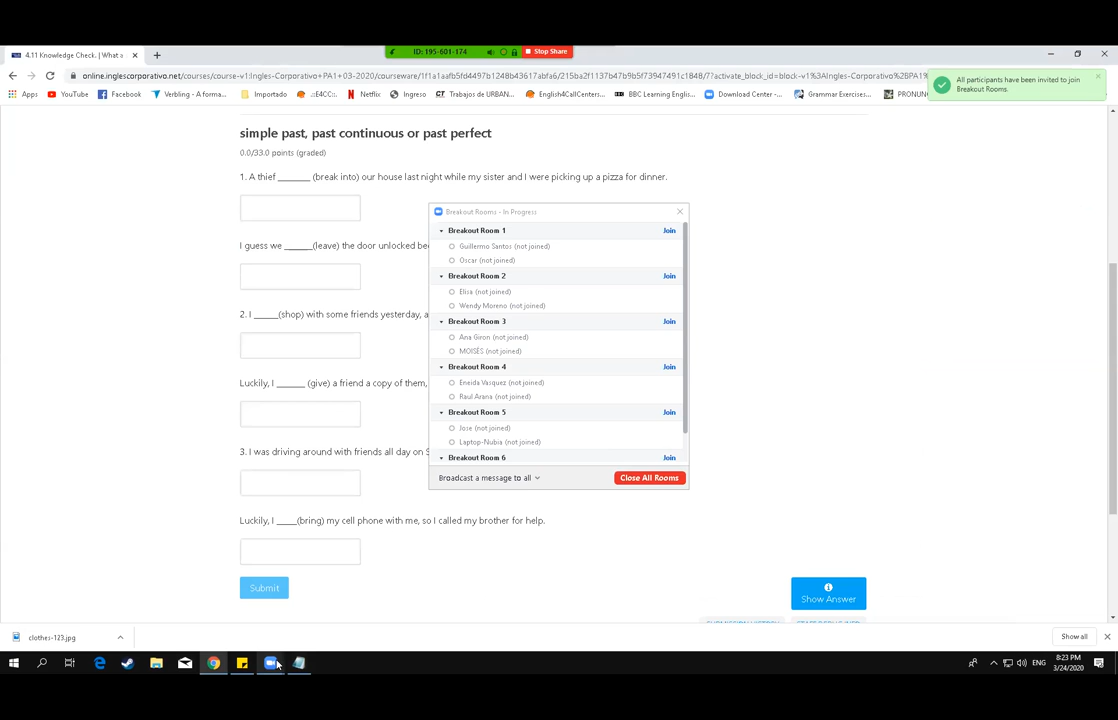 4.11 Knowledge Check. | What
ID: 195-601-174
Stop Share
online.inglescorporativo.net/courses/course-v1:Ingles-Corporativo+PA1+03-2020/courseware/1f1a1aafb5fd4497b1248b43617abfa6/215ba2f1137b47b9b5f73947491c1848/7?activate_block_id=block-v1%3AIngles-Corporativo%2BPA1
Apps
YouTube
Facebook
Verbling - A forma...
Importado
.::E4CC::.
Netflix
Ingreso
Trabajos de URBAN...
English4CallCenters...
BBC Learning Englis...
Download Center -...
Grammar Exercises...
PRONUN
All participants have been invited to join
Breakout Rooms.
simple past, past continuous or past perfect
0.0/33.0 points (graded)
1. A thief _______ (break into) our house last night while my sister and I were picking up a pizza for dinner.
I guess we ______(leave) the door unlocked be
2. I _____(shop) with some friends yesterday, a
Luckily, I ______ (give) a friend a copy of them,
3. I was driving around with friends all day on S
Luckily, I ____(bring) my cell phone with me, so I called my brother for help.
Submit
Show Answer
Breakout Rooms - In Progress
Breakout Room 1
Join
Guillermo Santos (not joined)
Oscar (not joined)
Breakout Room 2
Join
Elisa (not joined)
Wendy Moreno (not joined)
Breakout Room 3
Join
Ana Giron (not joined)
MOISES (not joined)
Breakout Room 4
Join
Eneida Vasquez (not joined)
Raul Arana (not joined)
Breakout Room 5
Join
Jose (not joined)
Laptop-Nubia (not joined)
Breakout Room 6
Join
Broadcast a message to all
Close All Rooms
clothes-123.jpg
Show all
ENG
8:23 PM
3/24/2020